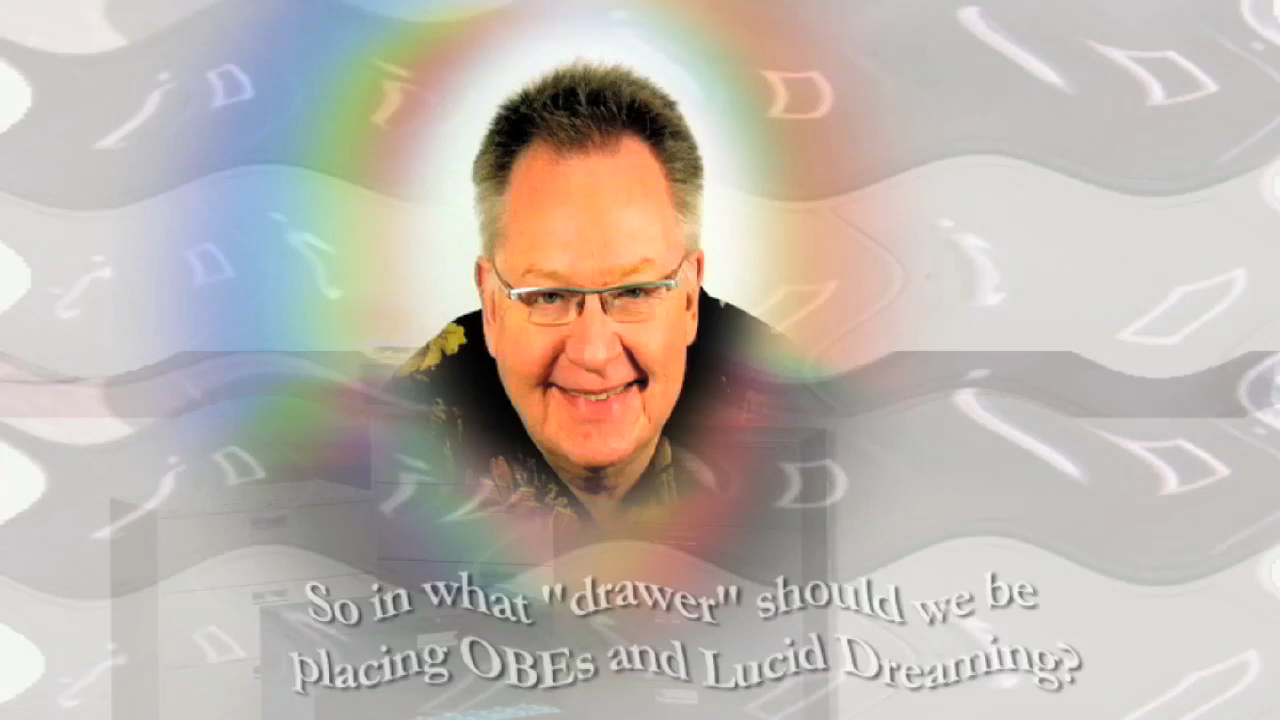 So in what "drawer" should we be
placing OBEs and Lucid Dreaming?